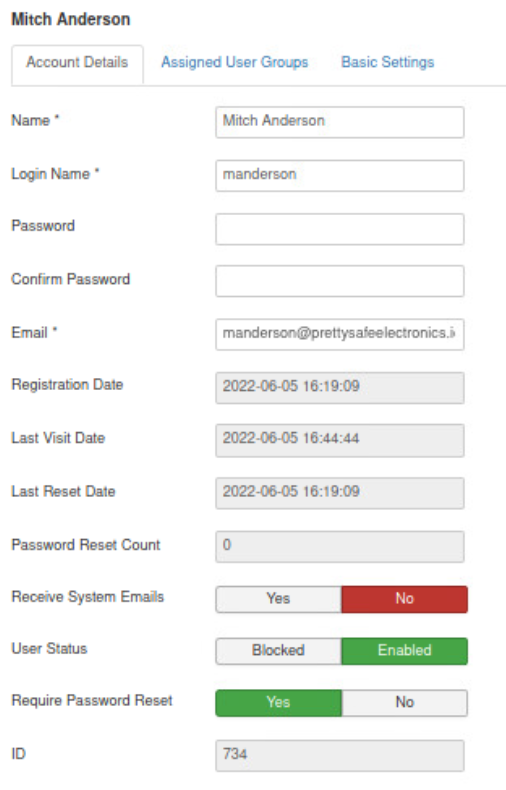 Mitch Anderson
Account Details Assigned User Groups Basic Settings
Name * Mitch Anderson
Login Name * manderson
Password
Confirm Password
Email * manderson@prettysafeelectronics.i
Registration Date 2022-06-05 16:19:09
Last Visit Date 2022-06-05 16:44:44
Last Reset Date 2022-06-05 16:19:09
Password Reset Count 0
Receive System Emails Yes No
User Status Blocked Enabled
Require Password Reset Yes No
ID 734